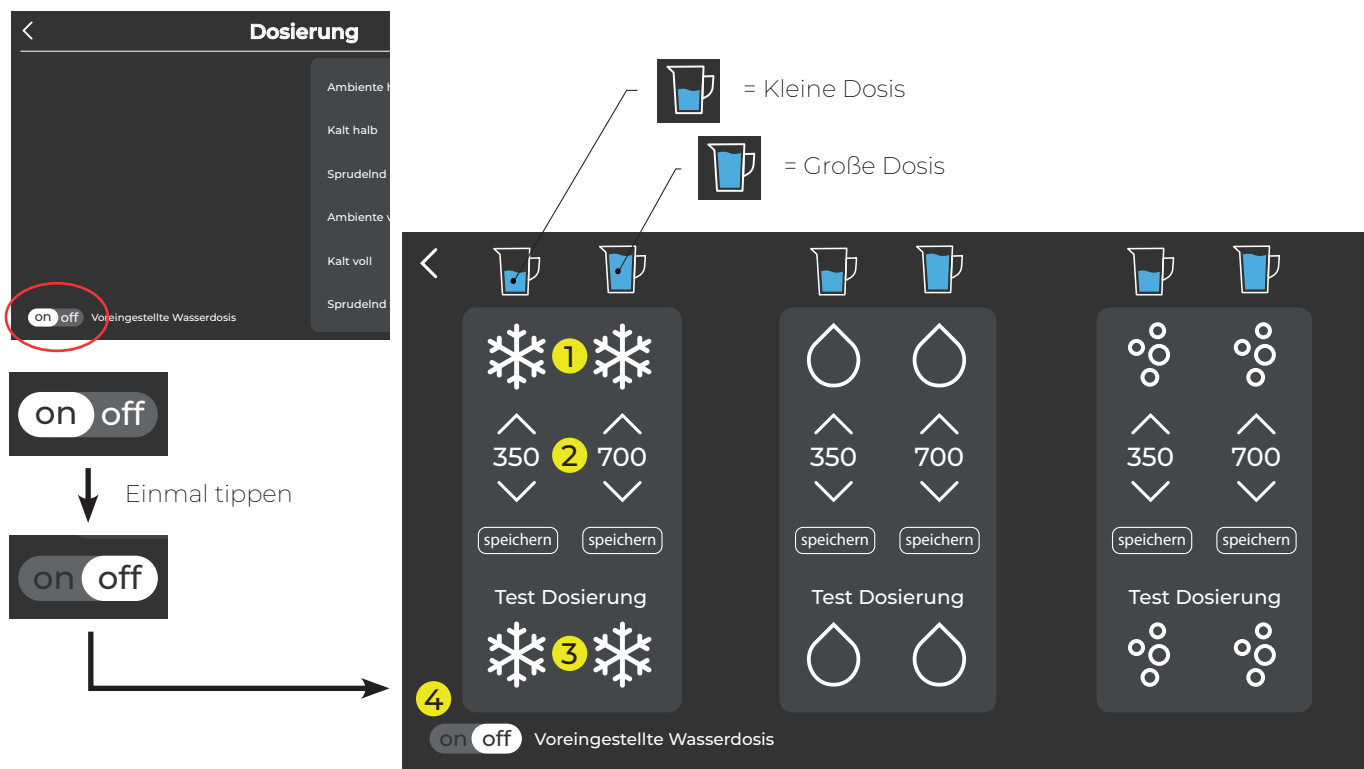 Dosierung
Ambiente
Kalt halb
Sprudelnd
Ambiente
Kalt voll
Sprudelnd
on off Voreingestellte Wasserdosis
= Kleine Dosis
= Große Dosis
on off
Einmal tippen
on off
1
350 2 700 350 700 350 700
speichern speichern speichern speichern speichern speichern
Test Dosierung Test Dosierung Test Dosierung
3
4
on off Voreingestellte Wasserdosis